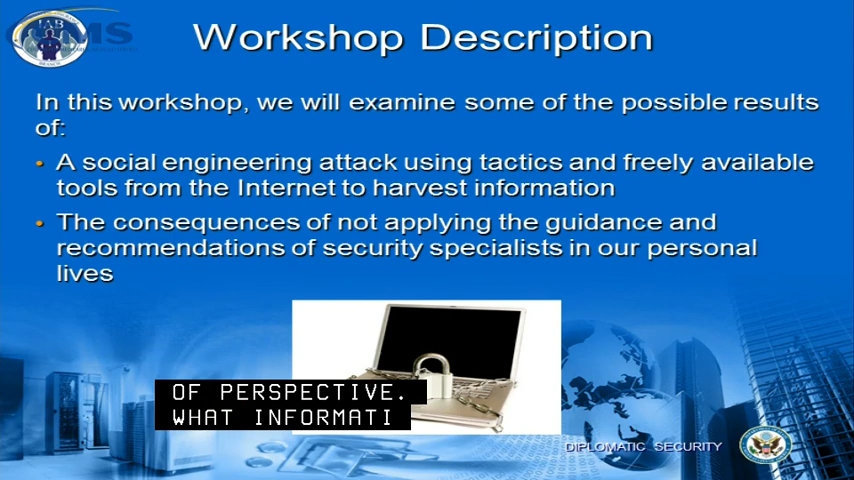 IAB
CMS
Workshop Description
In this workshop, we will examine some of the possible results
of:
• A social engineering attack using tactics and freely available
tools from the Internet to harvest information
• The consequences of not applying the guidance and
recommendations of security specialists in our personal
lives
OF PERSPECTIVE.
WHAT INFORMATI
DIPLOMATIC SECURITY